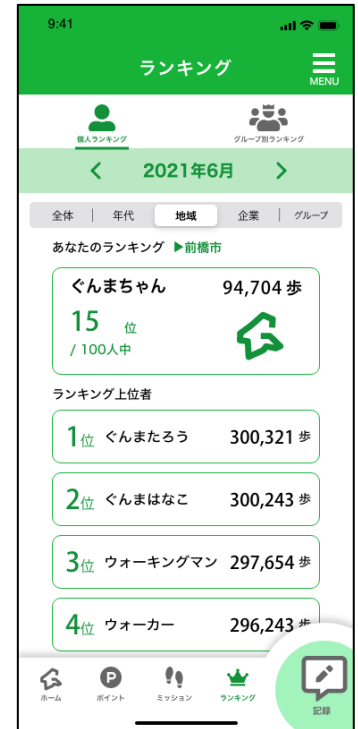 9:41
ランキング
MENU
個人ランキング
グループ別ランキング
2021年6月
全体
年代
地域
企業
グループ
あなたのランキング ▶前橋市
ぐんまちゃん 94,704 歩
15 位
/ 100人中
ランキング上位者
1位 ぐんまたろう 300,321 歩
2位 ぐんまはなこ 300,243 歩
3位 ウォーキングマン 297,654 歩
4位 ウォーカー 296,243 歩
P
ホーム
ポイント
ミッション
ランキング
記録